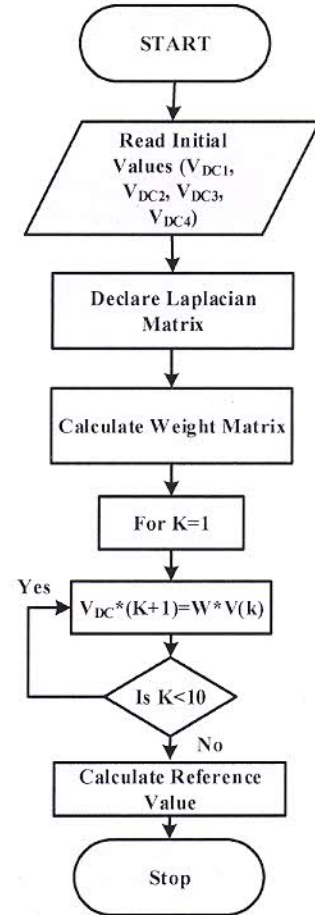 START
Read Initial
Values (V_DC1,
V_DC2, V_DC3,
V_DC4)
Declare Laplacian
Matrix
Calculate Weight Matrix
For K=1
Yes
V_DC*(K+1)=W*V(k)
Is K<10
No
Calculate Reference
Value
Stop